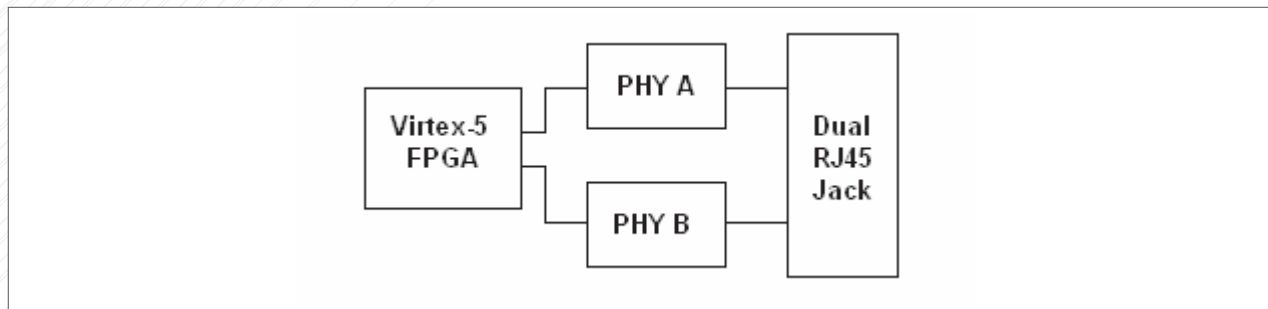 Virtex-5
FPGA
PHY A
PHY B
Dual
RJ45
Jack